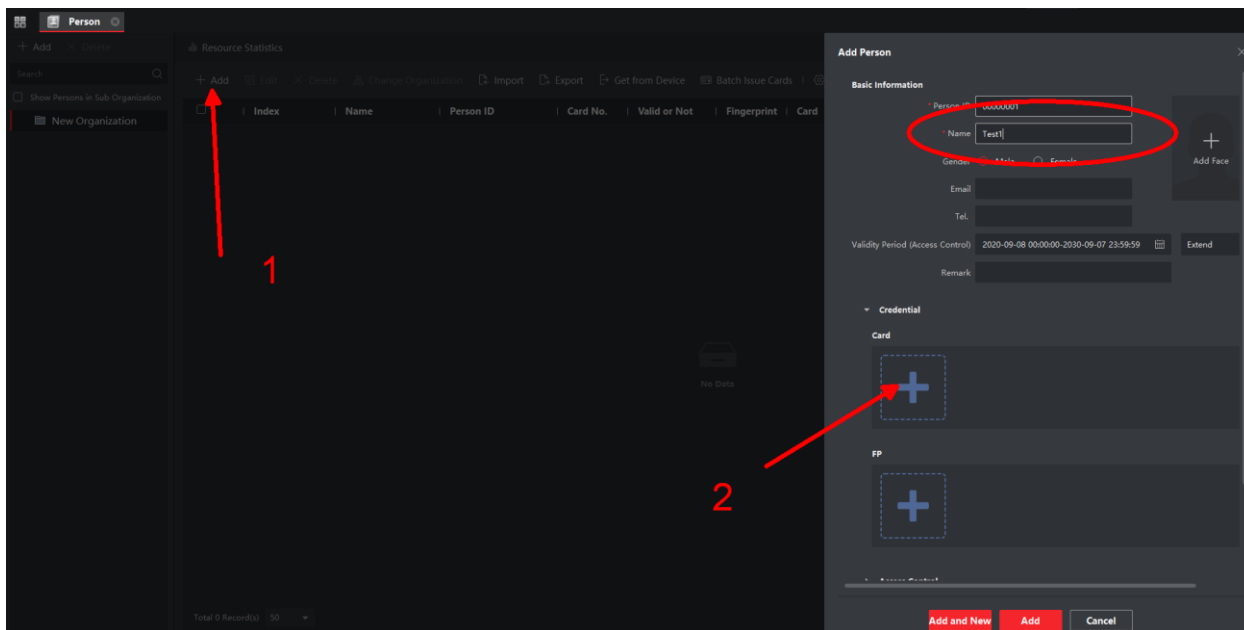 Person
+ Add × Delete
Resource Statistics
Search
Show Persons in Sub Organization
New Organization
+ Add Edit × Delete Change Organization Import Export Get from Device Batch Issue Cards
Index Name Person ID Card No. Valid or Not Fingerprint Card
No Data
Total 0 Record(s) 50
1
2
Add Person
Basic Information
* Person ID 00000001
* Name Test1
Add Face
Gender Male Female
Email
Tel.
Validity Period (Access Control) 2020-09-08 00:00:00-2030-09-07 23:59:59 Extend
Remark
Credential
Card
FP
Access Control
Add and New Add Cancel